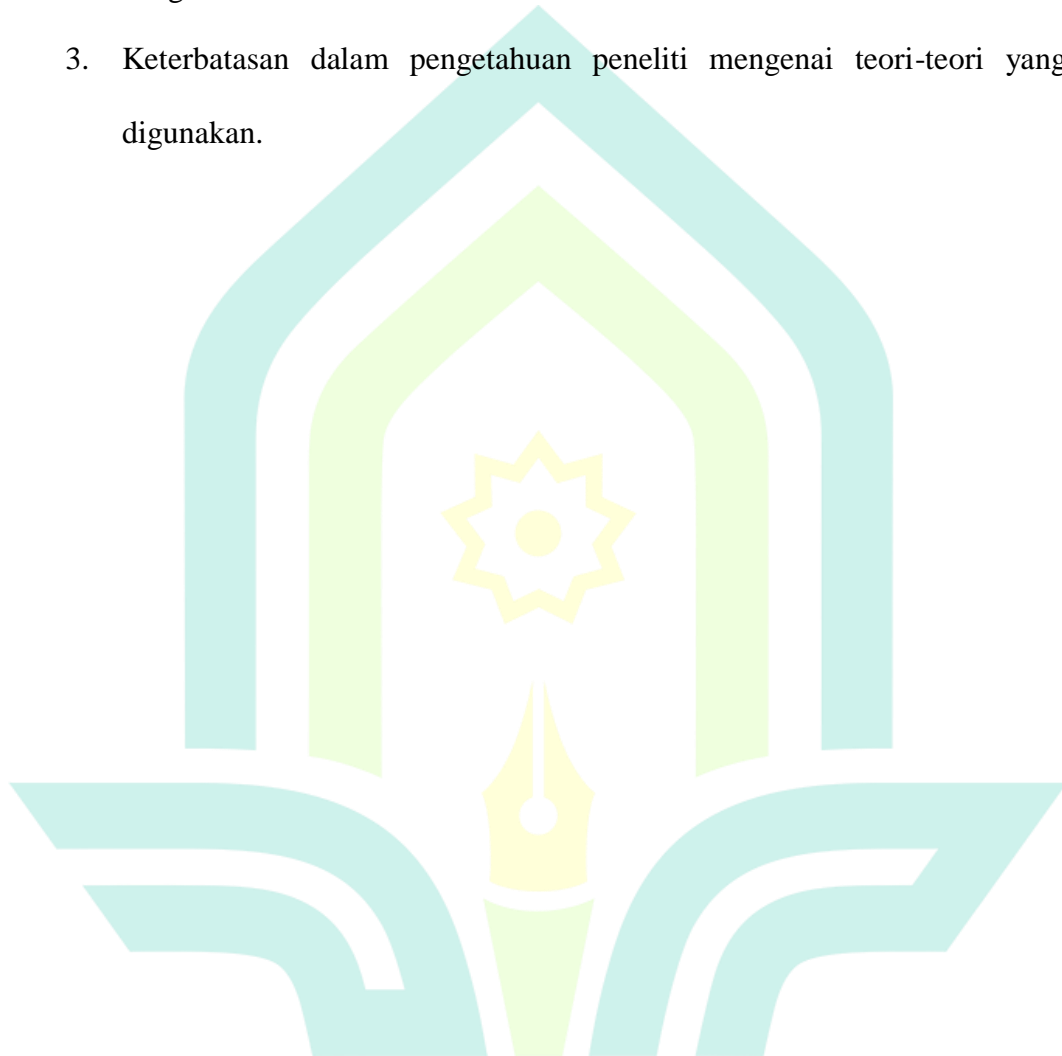 3. Keterbatasan dalam pengetahuan peneliti mengenai teori-teori yang
digunakan.